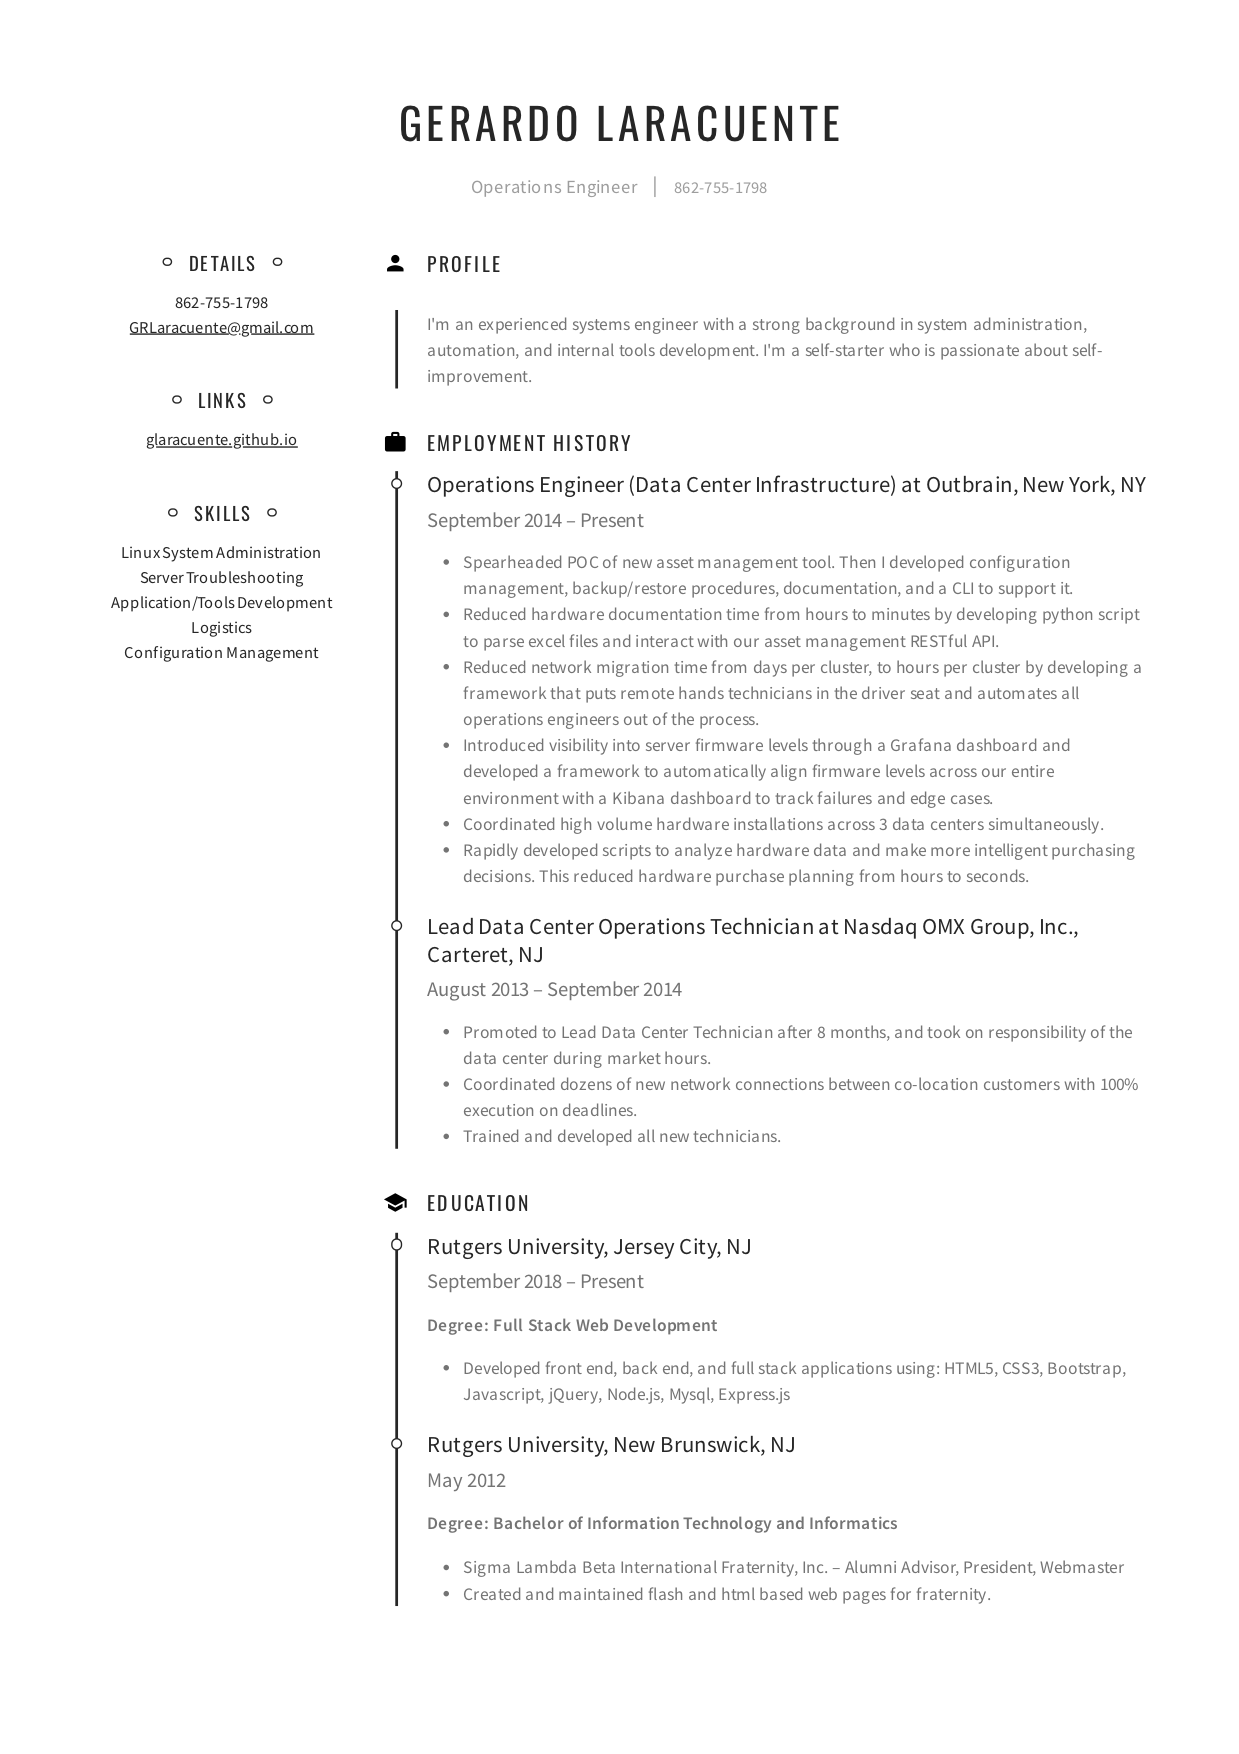 GERARDO LARACUENTE
Operations Engineer | 862-755-1798
DETAILS
862-755-1798
GRLaracuente@gmail.com
LINKS
glaracuente.github.io
SKILLS
Linux System Administration
Server Troubleshooting
Application/Tools Development
Logistics
Configuration Management
PROFILE
I'm an experienced systems engineer with a strong background in system administration,
automation, and internal tools development. I'm a self-starter who is passionate about self-
improvement.
EMPLOYMENT HISTORY
Operations Engineer (Data Center Infrastructure) at Outbrain, New York, NY
September 2014 – Present
• Spearheaded POC of new asset management tool. Then I developed configuration
management, backup/restore procedures, documentation, and a CLI to support it.
• Reduced hardware documentation time from hours to minutes by developing python script
to parse excel files and interact with our asset management RESTful API.
• Reduced network migration time from days per cluster, to hours per cluster by developing a
framework that puts remote hands technicians in the driver seat and automates all
operations engineers out of the process.
• Introduced visibility into server firmware levels through a Grafana dashboard and
developed a framework to automatically align firmware levels across our entire
environment with a Kibana dashboard to track failures and edge cases.
• Coordinated high volume hardware installations across 3 data centers simultaneously.
• Rapidly developed scripts to analyze hardware data and make more intelligent purchasing
decisions. This reduced hardware purchase planning from hours to seconds.
Lead Data Center Operations Technician at Nasdaq OMX Group, Inc.,
Carteret, NJ
August 2013 – September 2014
• Promoted to Lead Data Center Technician after 8 months, and took on responsibility of the
data center during market hours.
• Coordinated dozens of new network connections between co-location customers with 100%
execution on deadlines.
• Trained and developed all new technicians.
EDUCATION
Rutgers University, Jersey City, NJ
September 2018 – Present
Degree: Full Stack Web Development
• Developed front end, back end, and full stack applications using: HTML5, CSS3, Bootstrap,
Javascript, jQuery, Node.js, Mysql, Express.js
Rutgers University, New Brunswick, NJ
May 2012
Degree: Bachelor of Information Technology and Informatics
• Sigma Lambda Beta International Fraternity, Inc. – Alumni Advisor, President, Webmaster
• Created and maintained flash and html based web pages for fraternity.